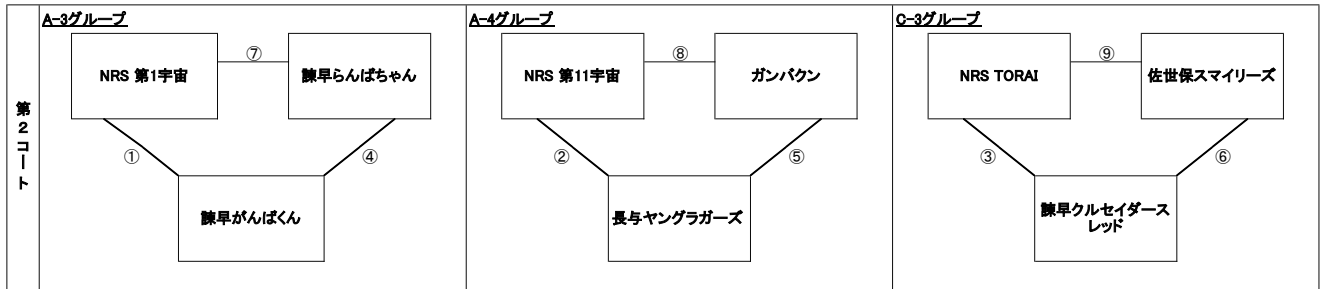 第2コート
A-3グループ
NRS 第1宇宙
⑦
諫早らんばちゃん
①
④
諫早がんばくん
A-4グループ
NRS 第11宇宙
⑧
ガンバクン
②
⑤
長与ヤングラガーズ
C-3グループ
NRS TORAI
⑨
佐世保スマイリーズ
③
⑥
諫早クルセイダース
レッド